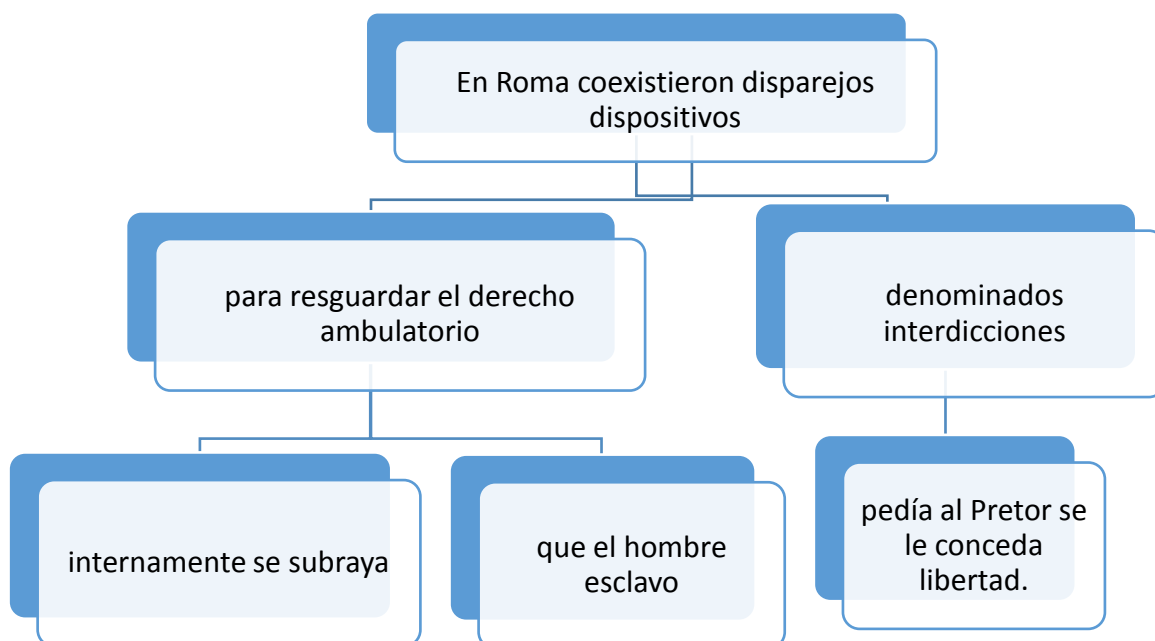 En Roma coexistieron disparejos
dispositivos
para resguardar el derecho
ambulatorio
denominados
interdicciones
internamente se subraya
que el hombre
esclavo
pedía al Pretor se
le conceda
libertad.